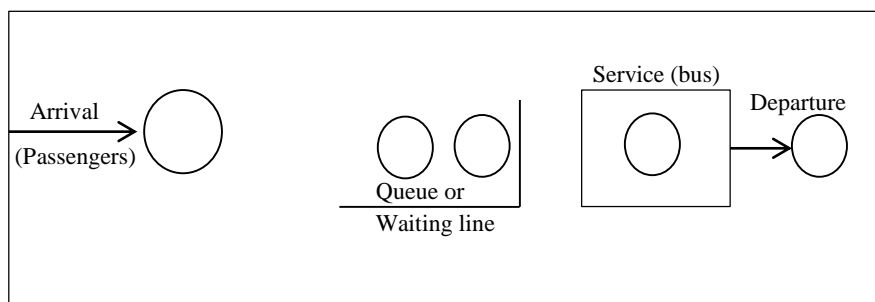 Arrival
(Passengers)
Queue or
Waiting line
Service (bus)
Departure